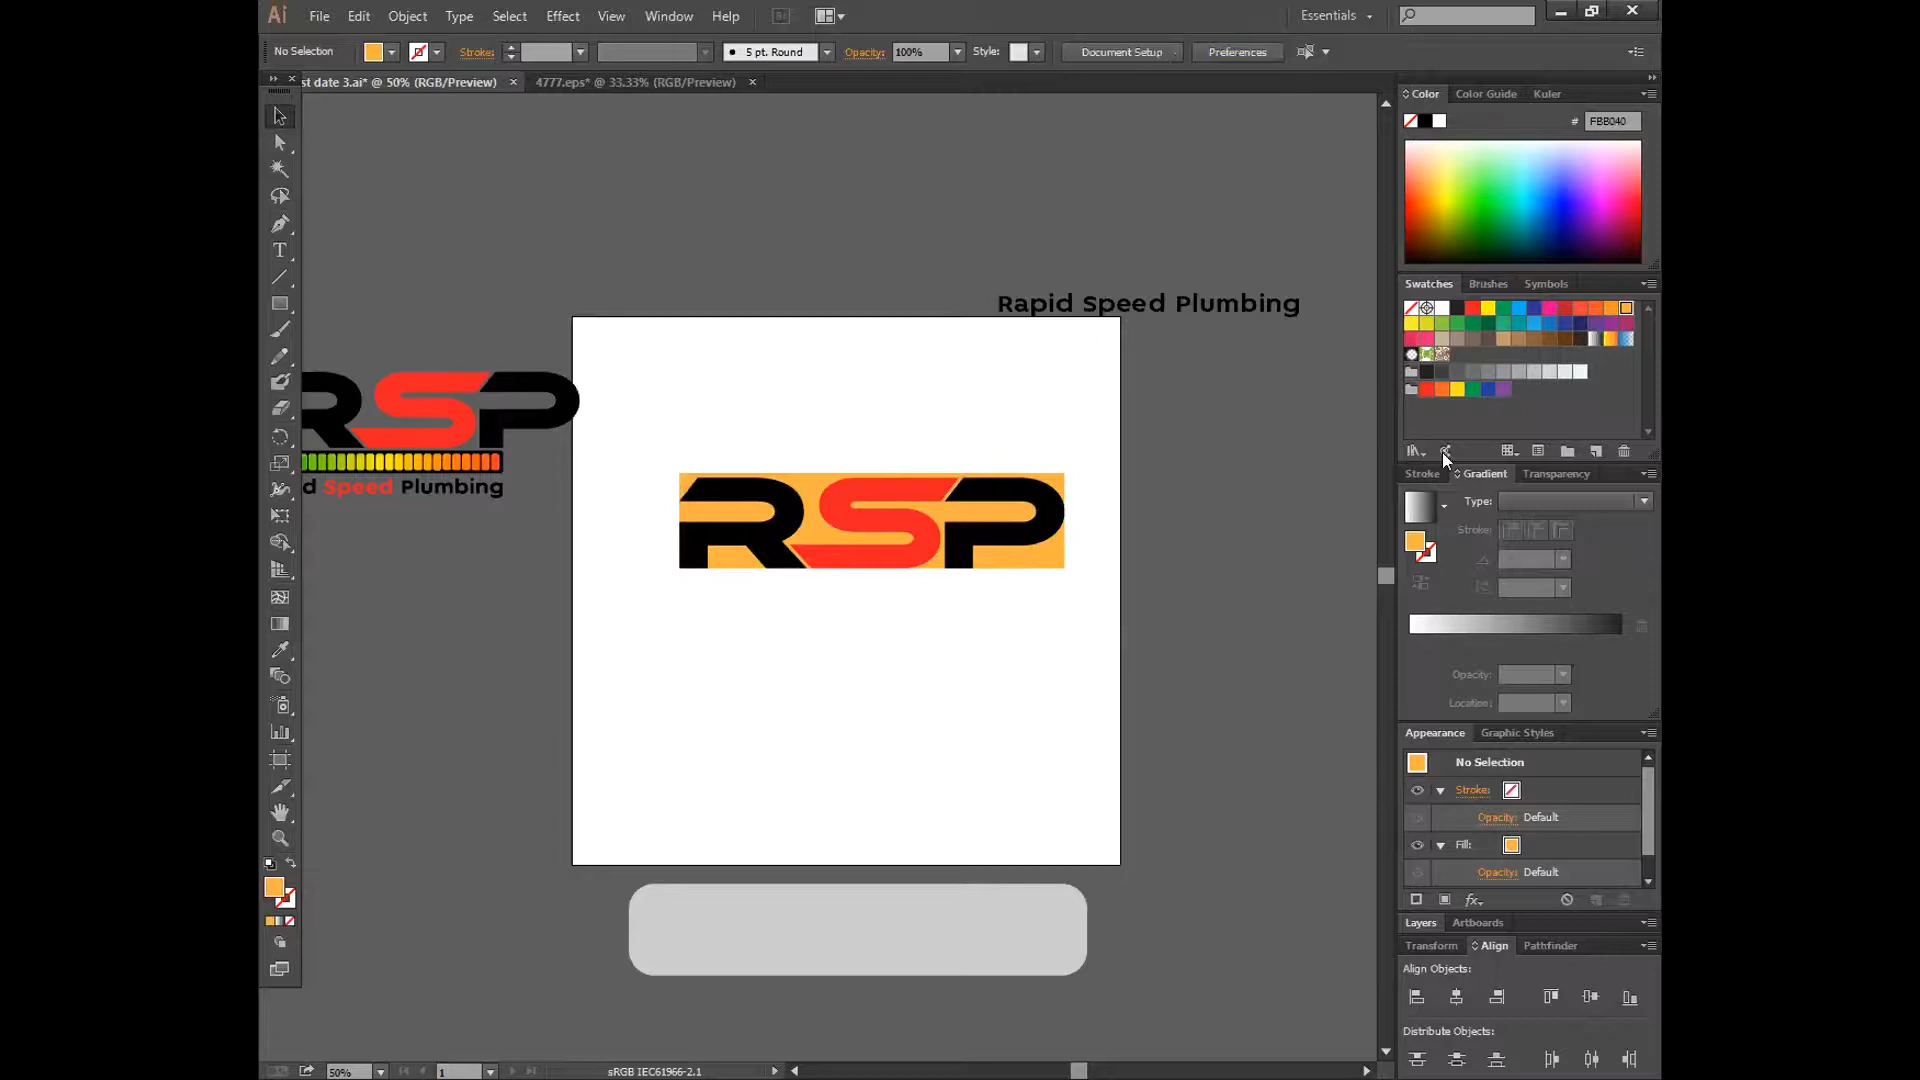 Ai File Edit Object Type Select Effect View Window Help Br Essentials
No Selection Stroke: 5 pt. Round Opacity: 100% Style: Document Setup Preferences
st date 3.ai* @ 50% (RGB/Preview) × 4777.eps* @ 33.33% (RGB/Preview) ×
Color Color Guide Kuler
# FBB040
Swatches Brushes Symbols
Rapid Speed Plumbing
RSP
d Speed Plumbing
RSP
Stroke Gradient Transparency
Type:
Stroke:
Opacity:
Location:
Appearance Graphic Styles
No Selection
Stroke:
Opacity: Default
Fill:
Opacity: Default
fx
Layers Artboards
Transform Align Pathfinder
Align Objects:
Distribute Objects:
50% 1 sRGB IEC61966-2.1